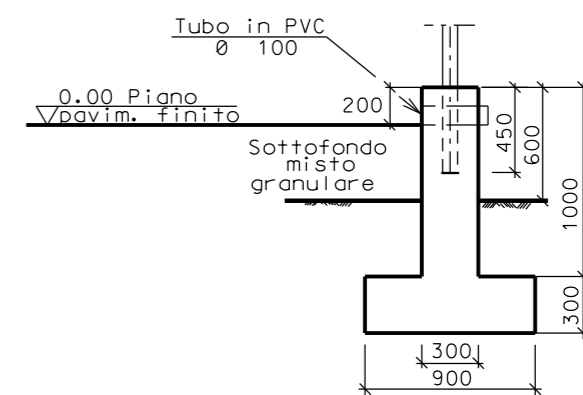 Tubo in PVC
Ø 100
0.00 Piano
pavim. finito
200
450
600
Sottofondo
misto
granulare
1000
300
300
900